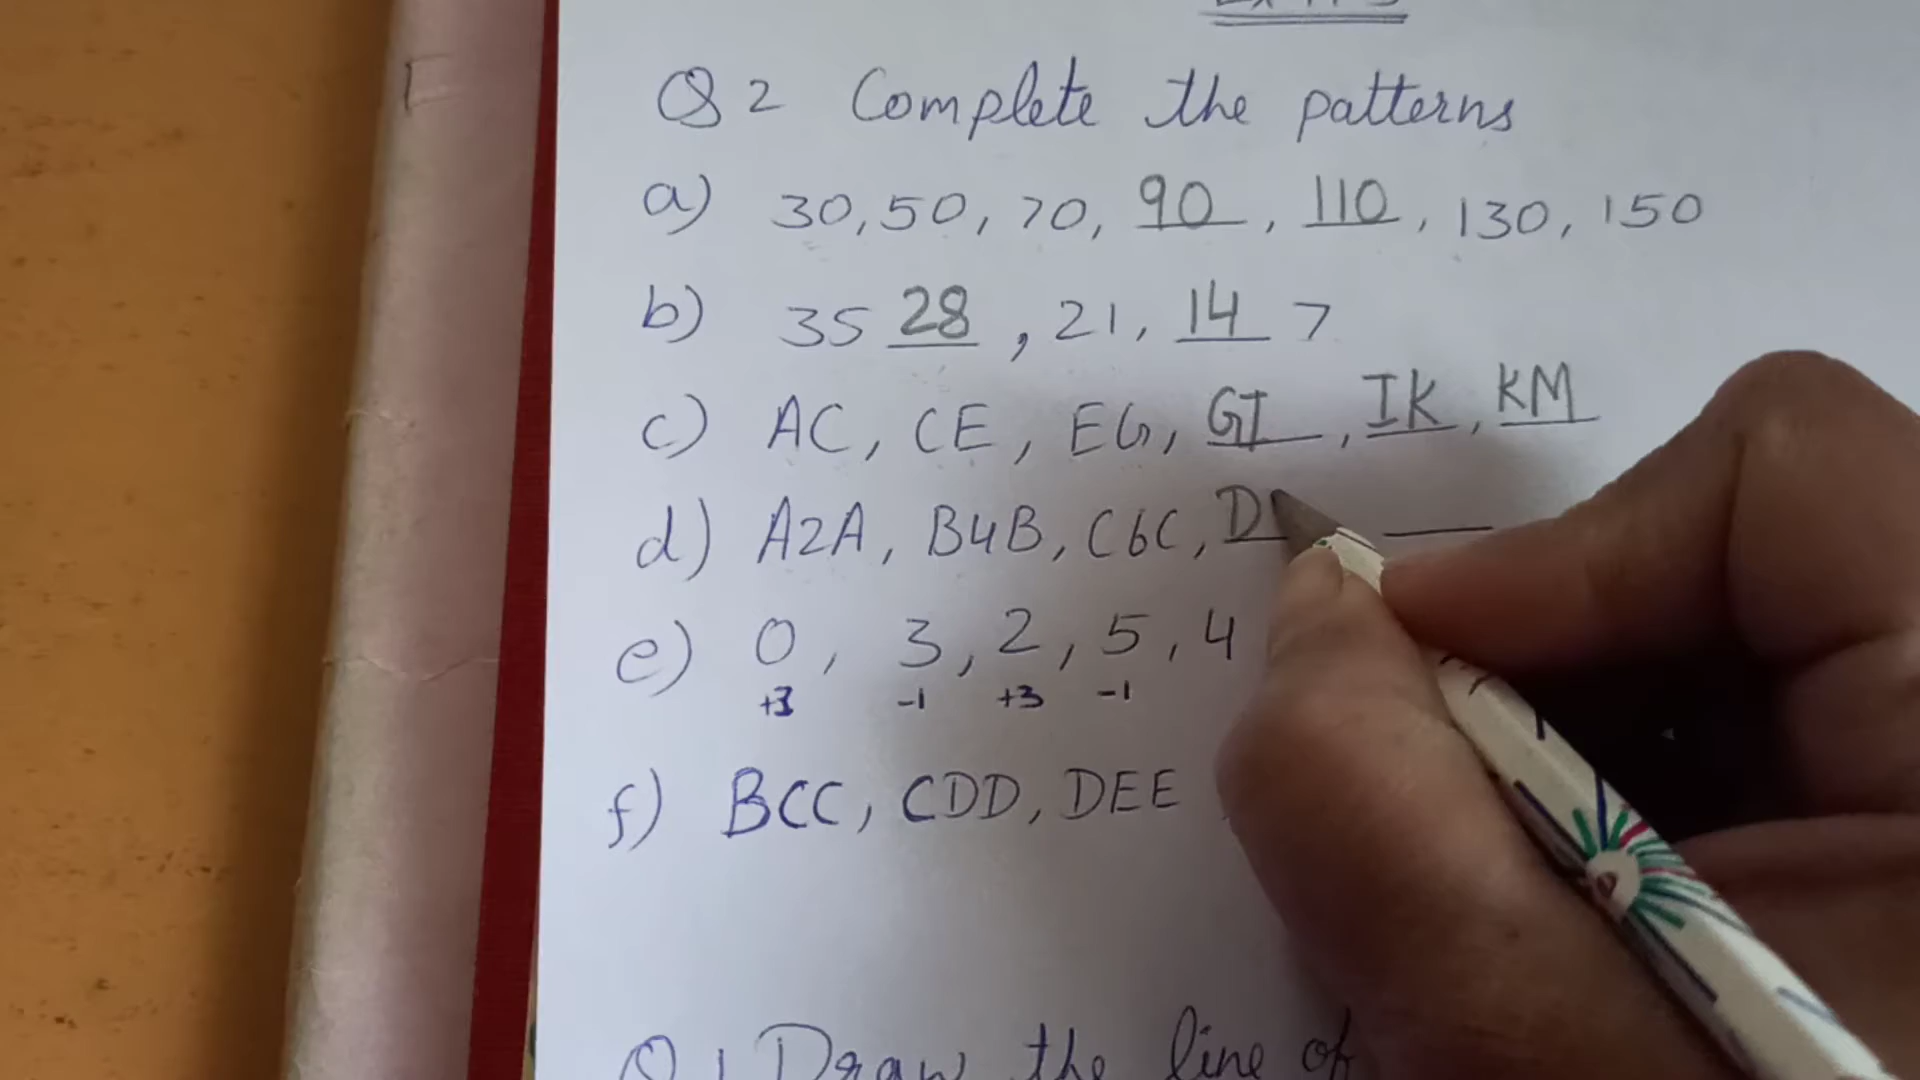 Q 2 Complete the patterns
a) 30, 50, 70, 90, 110, 130, 150
b) 35 28, 21, 14 7
c) AC, CE, EG, GI, IK, KM
d) A2A, B4B, C6C, D
e) 0, 3, 2, 5, 4
+3 -1 +3 -1
f) BCC, CDD, DEE
Q 1 Draw the line of